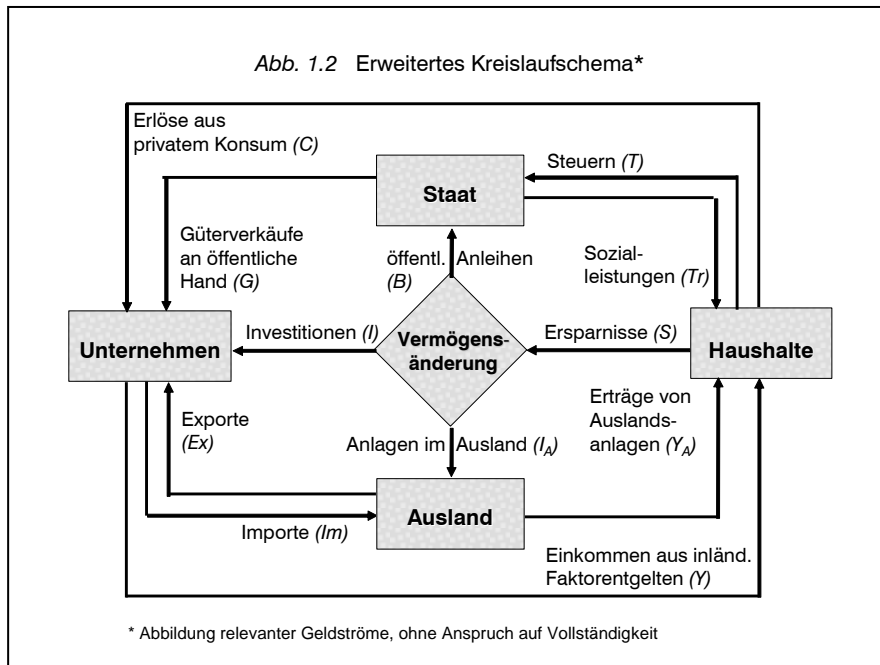 Abb. 1.2 Erweitertes Kreislaufschema*
Erlöse aus
privatem Konsum (C)
Steuern (T)
Staat
Güterverkäufe
an öffentliche
Hand (G)
öffentl. Anleihen
(B)
Sozial-
leistungen (Tr)
Unternehmen
Investitionen (I)
Vermögens-
änderung
Ersparnisse (S)
Haushalte
Exporte
(Ex)
Anlagen im Ausland (I_A)
Erträge von
Auslands-
anlagen (Y_A)
Ausland
Importe (Im)
Einkommen aus inländ.
Faktorentgelten (Y)
* Abbildung relevanter Geldströme, ohne Anspruch auf Vollständigkeit